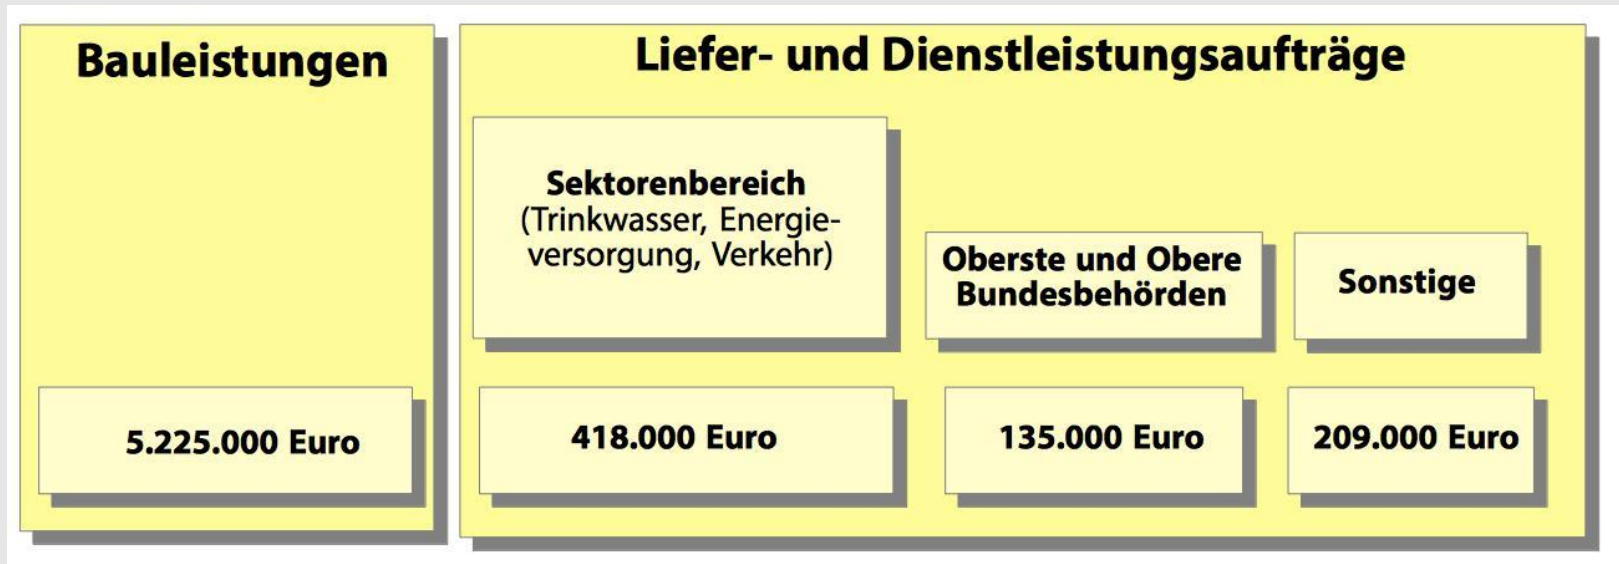 Bauleistungen
5.225.000 Euro
Liefer- und Dienstleistungsaufträge
Sektorenbereich
(Trinkwasser, Energie-
versorgung, Verkehr)
418.000 Euro
Oberste und Obere
Bundesbehörden
135.000 Euro
Sonstige
209.000 Euro